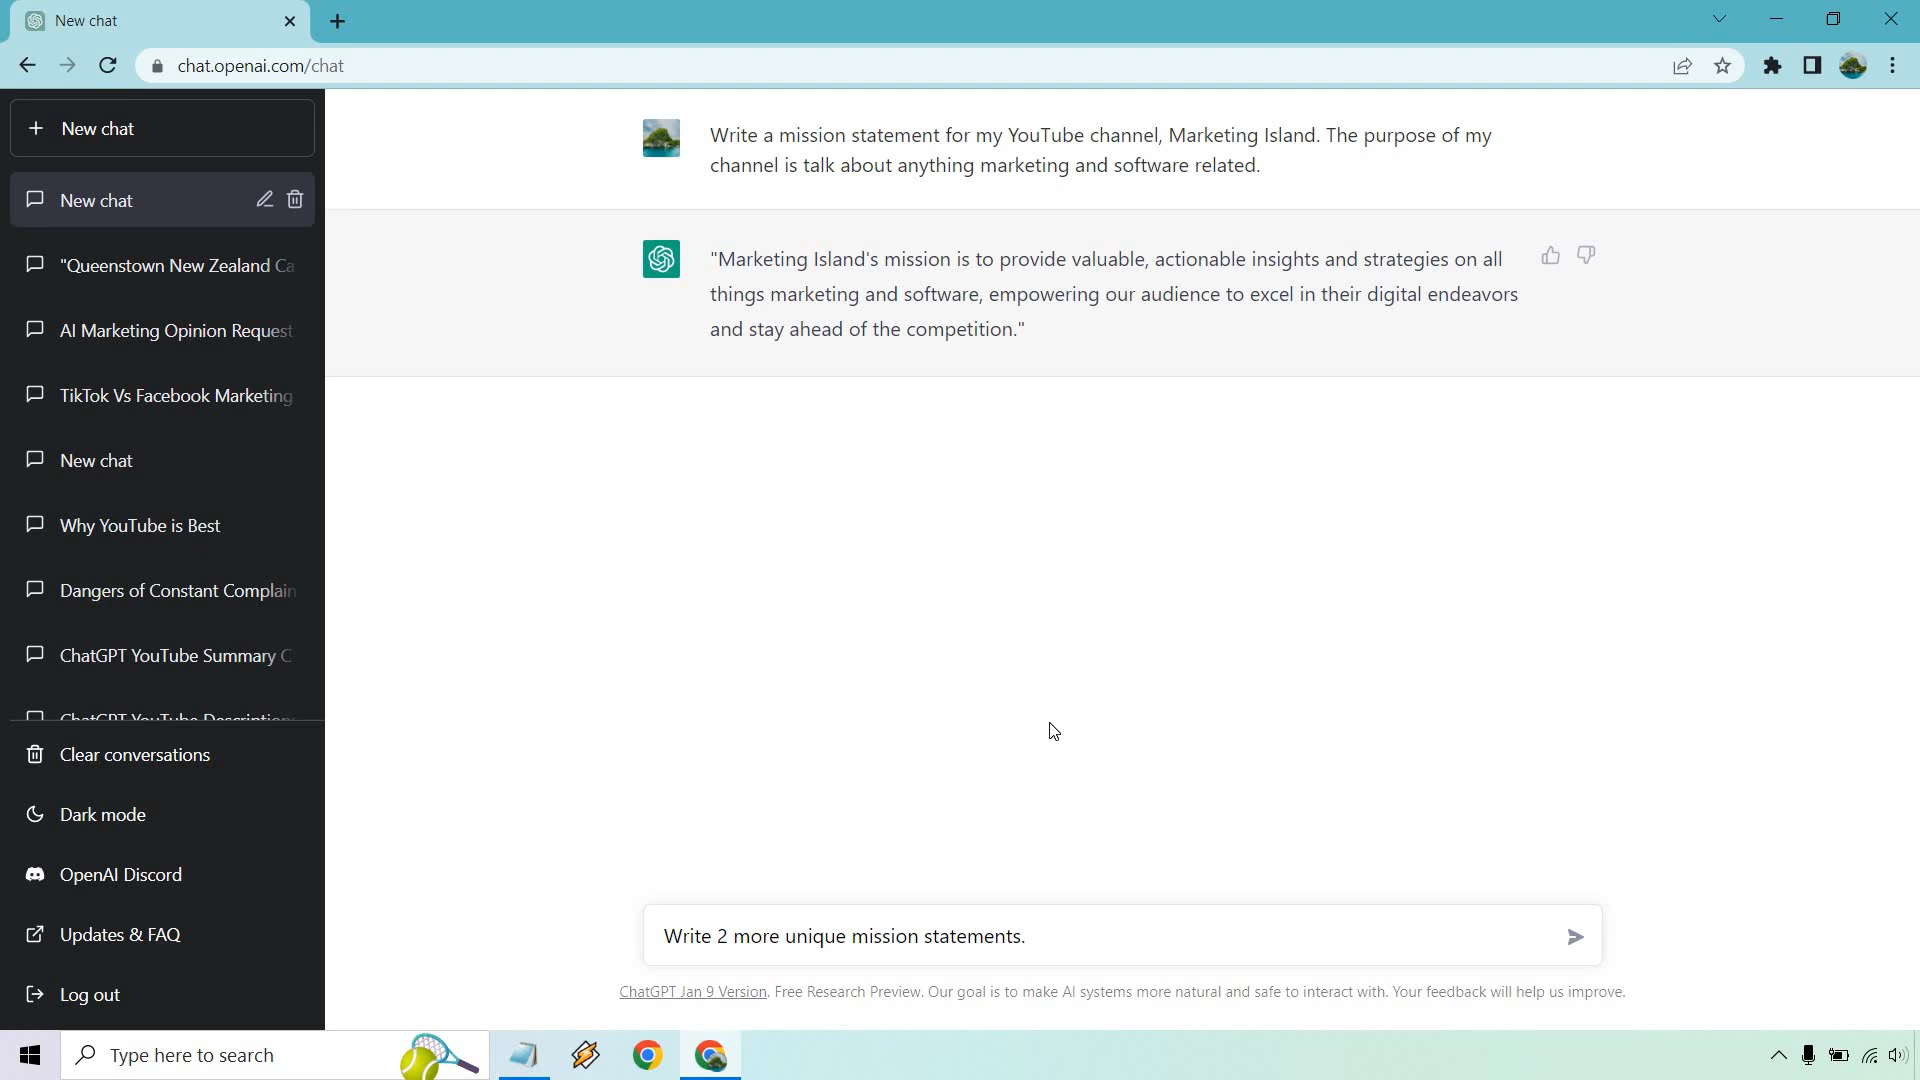 New chat
chat.openai.com/chat
New chat
New chat
"Queenstown New Zealand Ca
AI Marketing Opinion Request
TikTok Vs Facebook Marketing
New chat
Why YouTube is Best
Dangers of Constant Complain
ChatGPT YouTube Summary C
ChatGPT YouTube Description
Clear conversations
Dark mode
OpenAI Discord
Updates & FAQ
Log out
Write a mission statement for my YouTube channel, Marketing Island. The purpose of my
channel is talk about anything marketing and software related.
"Marketing Island's mission is to provide valuable, actionable insights and strategies on all
things marketing and software, empowering our audience to excel in their digital endeavors
and stay ahead of the competition."
Write 2 more unique mission statements.
ChatGPT Jan 9 Version. Free Research Preview. Our goal is to make AI systems more natural and safe to interact with. Your feedback will help us improve.
Type here to search